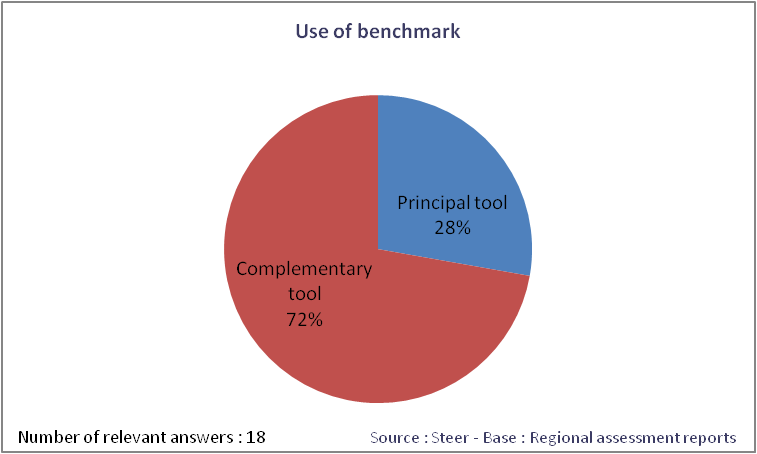 Use of benchmark
Principal tool
28%
Complementary
tool
72%
Number of relevant answers : 18
Source : Steer - Base : Regional assessment reports